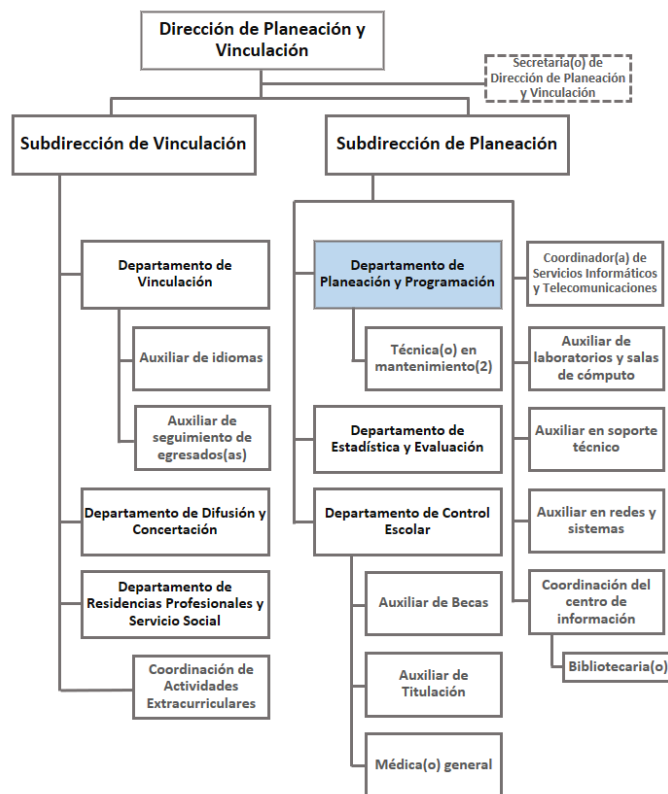 Dirección de Planeación y
Vinculación
Secretaria(o) de
Dirección de Planeación
y Vinculación
Subdirección de Vinculación
Subdirección de Planeación
Departamento de
Vinculación
Auxiliar de idiomas
Auxiliar de
seguimiento de
egresados(as)
Departamento de Difusión y
Concertación
Departamento de
Residencias Profesionales y
Servicio Social
Coordinación de
Actividades
Extracurriculares
Departamento de
Planeación y Programación
Técnica(o) en
mantenimiento(2)
Departamento de
Estadística y Evaluación
Departamento de Control
Escolar
Auxiliar de Becas
Auxiliar de
Titulación
Médica(o) general
Coordinador(a) de
Servicios Informáticos
y Telecomunicaciones
Auxiliar de
laboratorios y salas
de cómputo
Auxiliar en soporte
técnico
Auxiliar en redes y
sistemas
Coordinación del
centro de
información
Bibliotecaria(o)